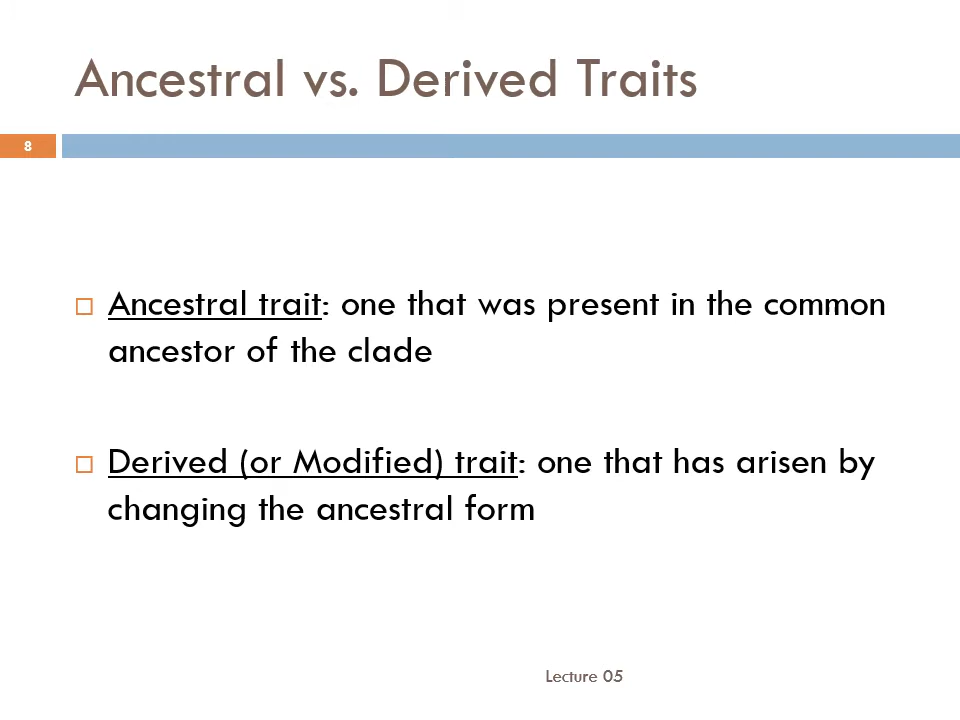 Ancestral vs. Derived Traits
8
Ancestral trait: one that was present in the common
ancestor of the clade
Derived (or Modified) trait: one that has arisen by
changing the ancestral form
Lecture 05